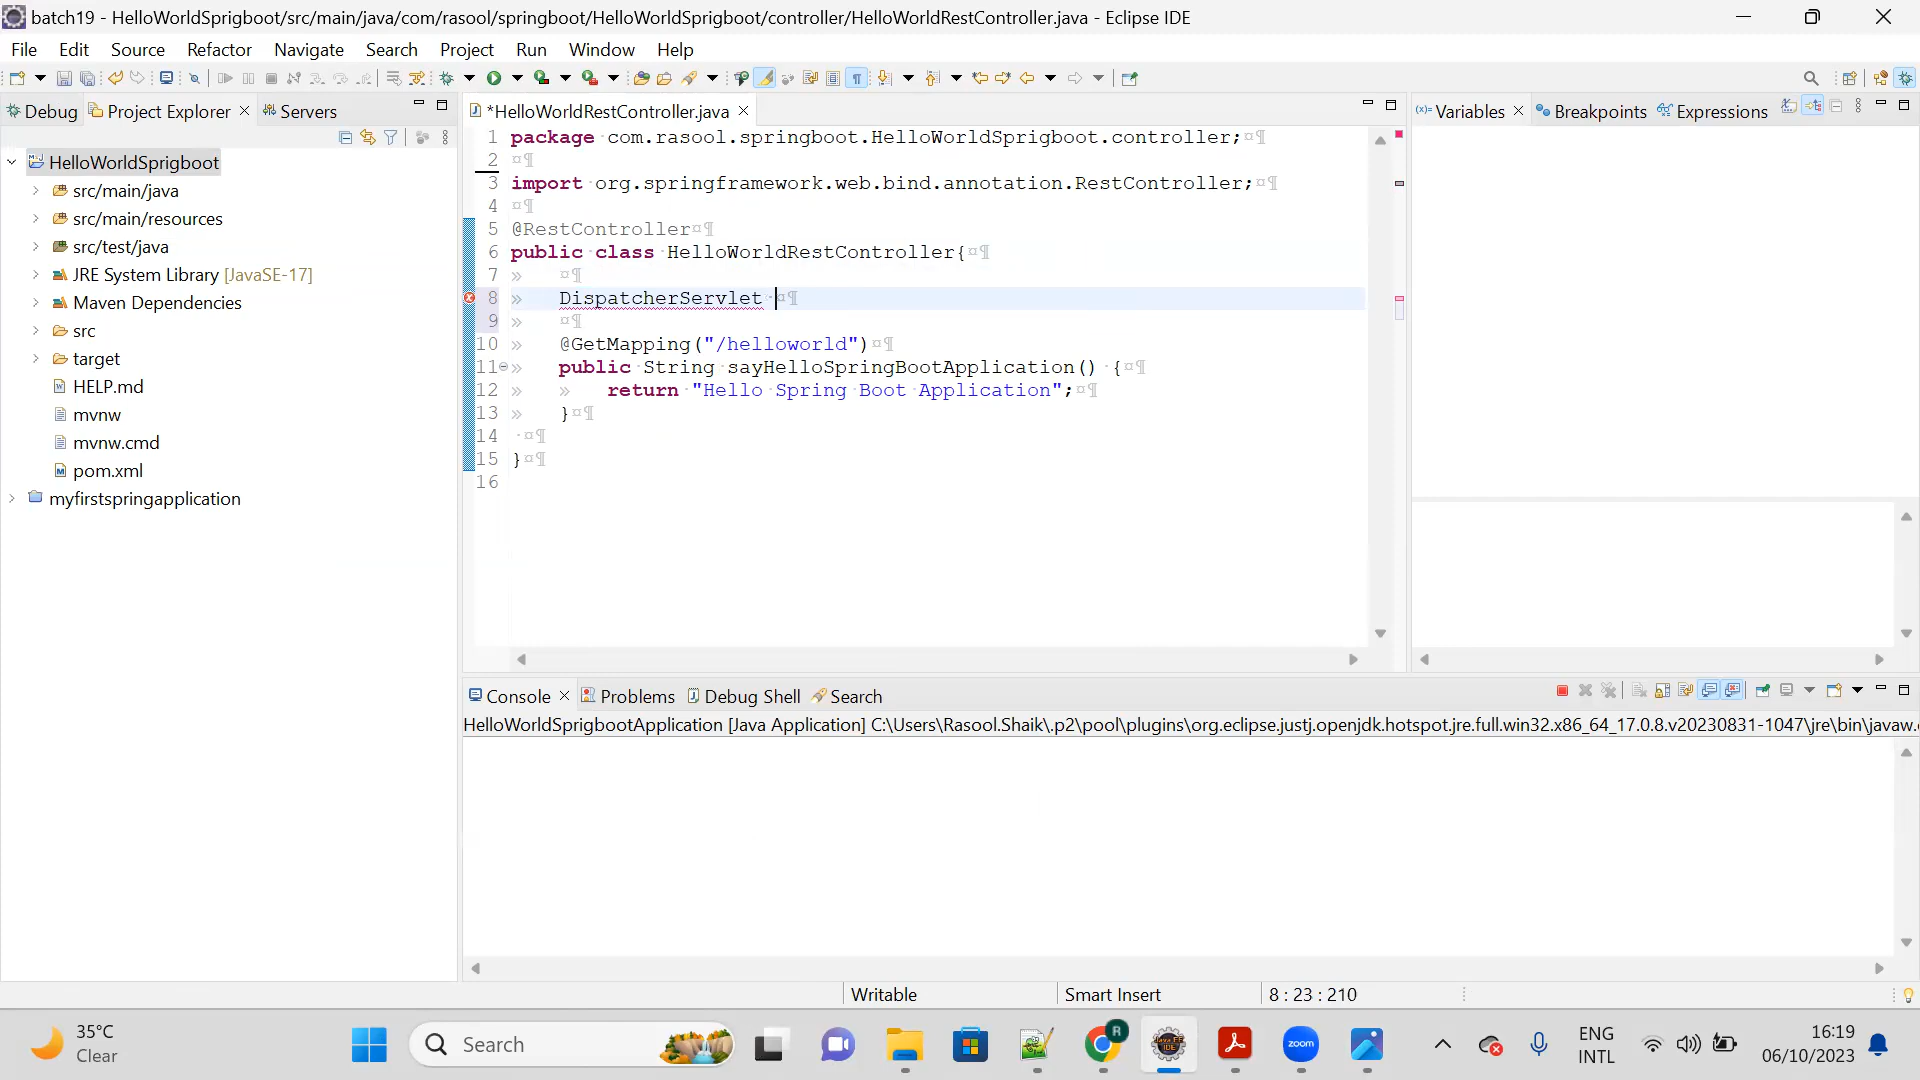 batch19 - HelloWorldSprigboot/src/main/java/com/rasool/springboot/HelloWorldSprigboot/controller/HelloWorldRestController.java - Eclipse IDE
File Edit Source Refactor Navigate Search Project Run Window Help
Debug Project Explorer Servers
*HelloWorldRestController.java
Variables Breakpoints Expressions
HelloWorldSprigboot
src/main/java
src/main/resources
src/test/java
JRE System Library [JavaSE-17]
Maven Dependencies
src
target
HELP.md
mvnw
mvnw.cmd
pom.xml
myfirstspringapplication
1 package com.rasool.springboot.HelloWorldSprigboot.controller;
2
3 import org.springframework.web.bind.annotation.RestController;
4
5 @RestController
6 public class HelloWorldRestController{
7
8 DispatcherServlet
9
10 @GetMapping("/helloworld")
11 public String sayHelloSpringBootApplication() {
12 return "Hello Spring Boot Application";
13 }
14
15 }
16
Console Problems Debug Shell Search
HelloWorldSprigbootApplication [Java Application] C:\Users\Rasool.Shaik\.p2\pool\plugins\org.eclipse.justj.openjdk.hotspot.jre.full.win32.x86_64_17.0.8.v20230831-1047\jre\bin\javaw.
Writable Smart Insert 8 : 23 : 210
35°C
Clear
Search
R
Java EE
IDE
zoom
ENG
INTL
16:19
06/10/2023